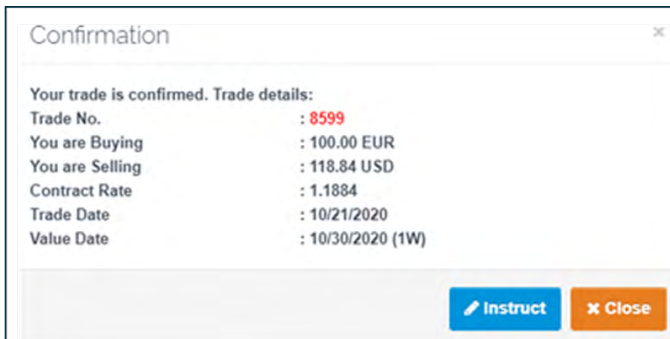 Confirmation ×
Your trade is confirmed. Trade details:
Trade No. : 8599
You are Buying : 100.00 EUR
You are Selling : 118.84 USD
Contract Rate : 1.1884
Trade Date : 10/21/2020
Value Date : 10/30/2020 (1W)
Instruct × Close